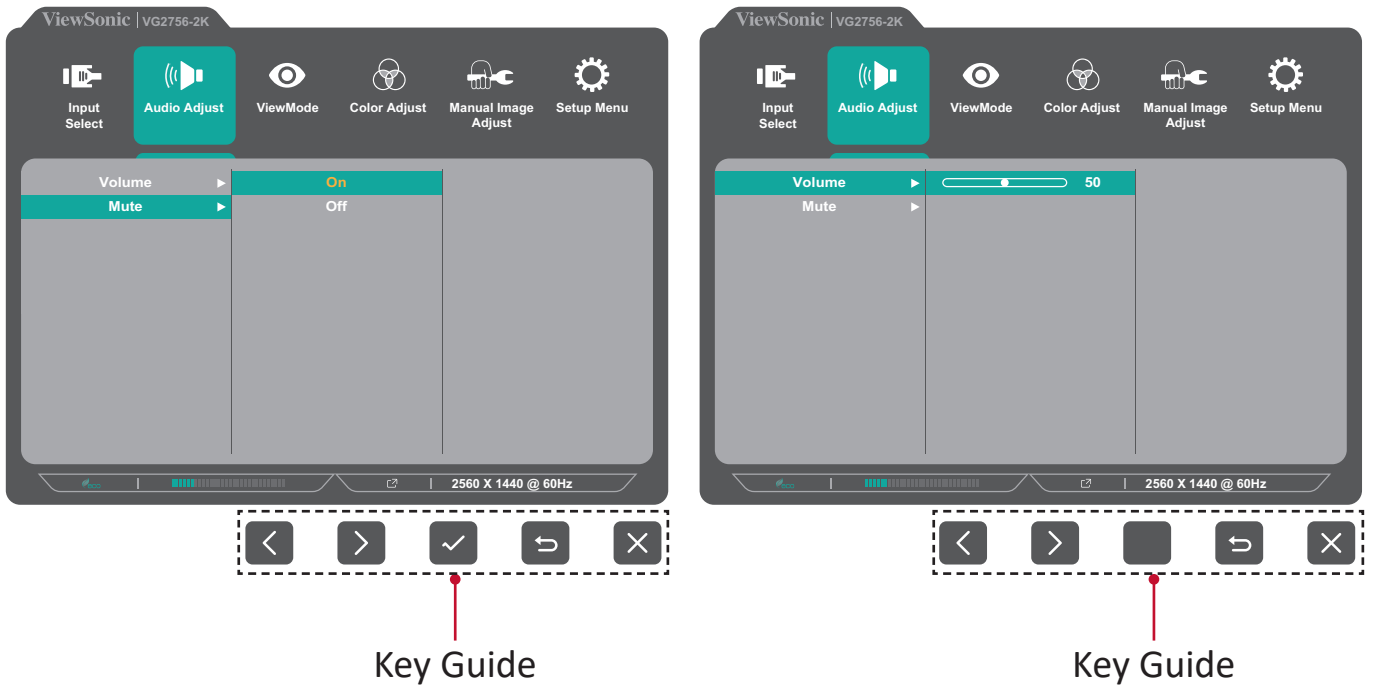 ViewSonic VG2756-2K
Input
Select
Audio Adjust
ViewMode
Color Adjust
Manual Image
Adjust
Setup Menu
Volume
On
Mute
Off
ECO
2560 X 1440 @ 60Hz
Key Guide
ViewSonic VG2756-2K
Input
Select
Audio Adjust
ViewMode
Color Adjust
Manual Image
Adjust
Setup Menu
Volume
50
Mute
ECO
2560 X 1440 @ 60Hz
Key Guide